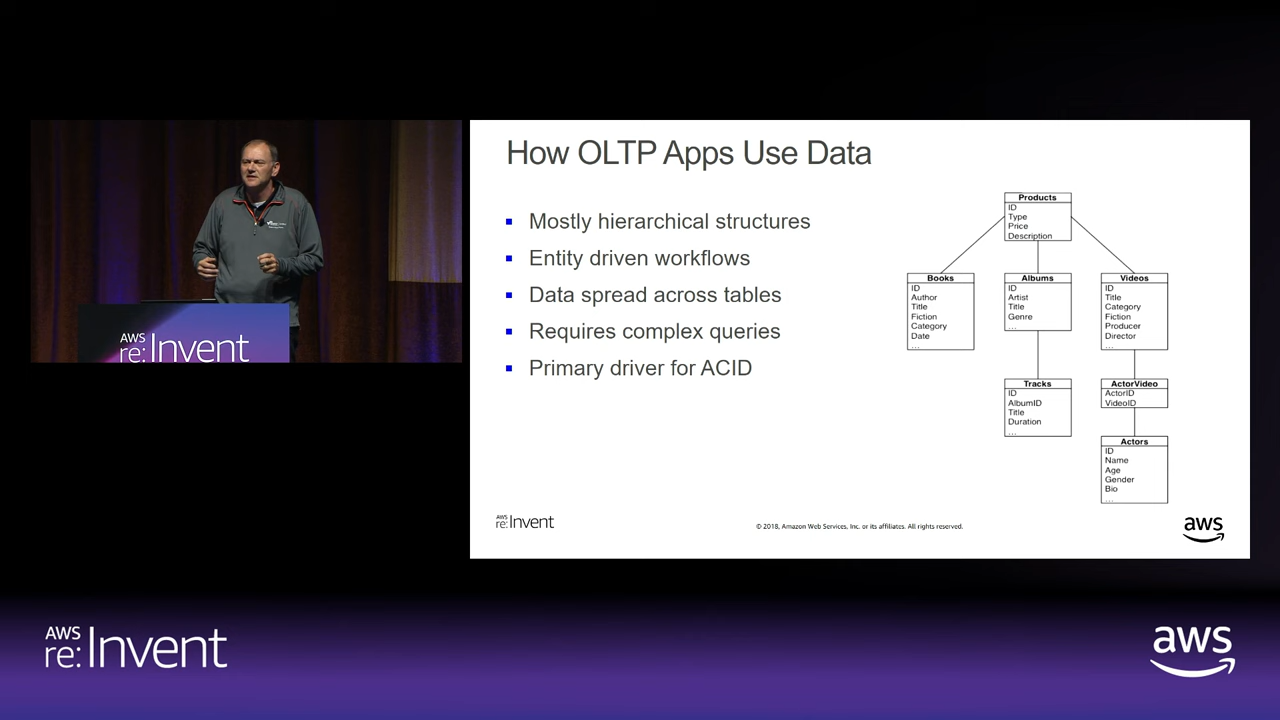 How OLTP Apps Use Data
Mostly hierarchical structures
Entity driven workflows
Data spread across tables
Requires complex queries
Primary driver for ACID
Products
ID
Type
Price
Description
Books
ID
Author
Title
Fiction
Category
Date
...
Albums
ID
Artist
Title
Genre
...
Videos
ID
Title
Category
Fiction
Producer
Director
...
Tracks
ID
AlbumID
Title
Duration
...
ActorVideo
ActorID
VideoID
Actors
ID
Name
Age
Gender
Bio
...
AWS
re:Invent
© 2018, Amazon Web Services, Inc. or its affiliates. All rights reserved.
aws
AWS
re:Invent
AWS
re:Invent
aws